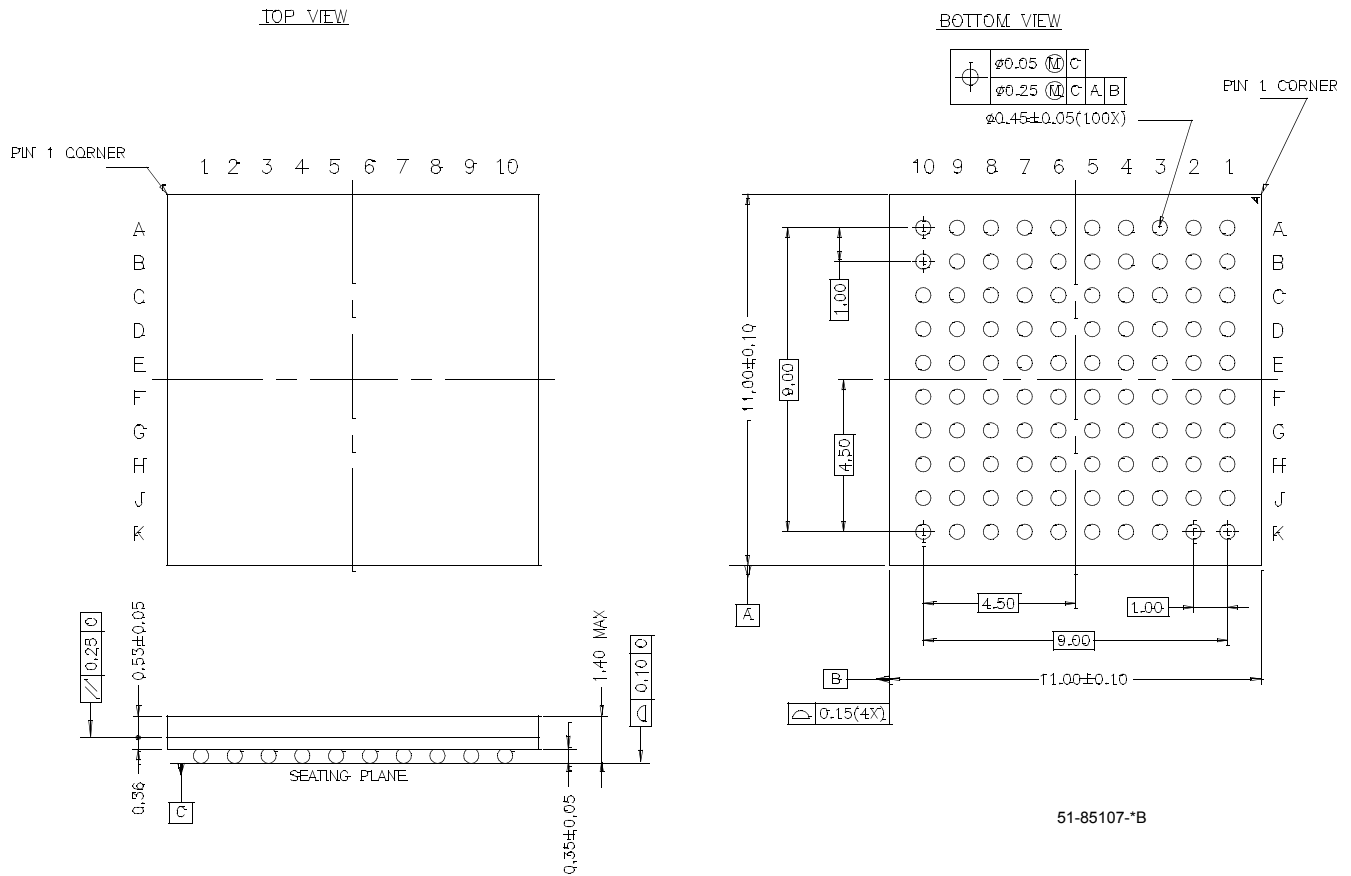 TOP VIEW
BOTTOM VIEW
⌀0.05 Ⓜ C
⌀0.25 Ⓜ C A B
⌀0.45±0.05(100X)
PIN 1 CORNER
PIN 1 CORNER
1 2 3 4 5 6 7 8 9 10
10 9 8 7 6 5 4 3 2 1
A
B
C
D
E
F
G
H
J
K
A
B
C
D
E
F
G
H
J
K
1.00
11.00±0.10
9.00
4.50
A
4.50
1.00
9.00
B
11.00±0.10
0.15(4X)
// 0.25 C
0.53±0.05
1.40 MAX
0.10 C
SEATING PLANE
0.36
C
0.35±0.05
51-85107-*B